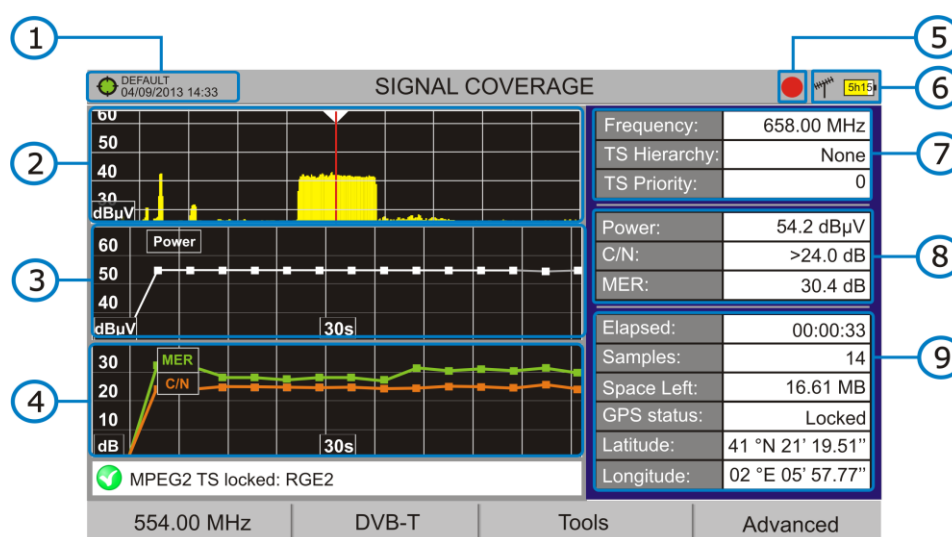 1
5
DEFAULT
04/09/2013 14:33
SIGNAL COVERAGE
5h15
6
2
60
50
40
30
dBµV
Frequency: 658.00 MHz
TS Hierarchy: None
TS Priority: 0
7
3
60
Power
50
40
dBµV
30s
Power: 54.2 dBµV
C/N: >24.0 dB
MER: 30.4 dB
8
4
30
MER
20
C/N
10
dB
30s
Elapsed: 00:00:33
Samples: 14
Space Left: 16.61 MB
GPS status: Locked
Latitude: 41 °N 21’ 19.51’’
Longitude: 02 °E 05’ 57.77’’
9
MPEG2 TS locked: RGE2
554.00 MHz DVB-T Tools Advanced